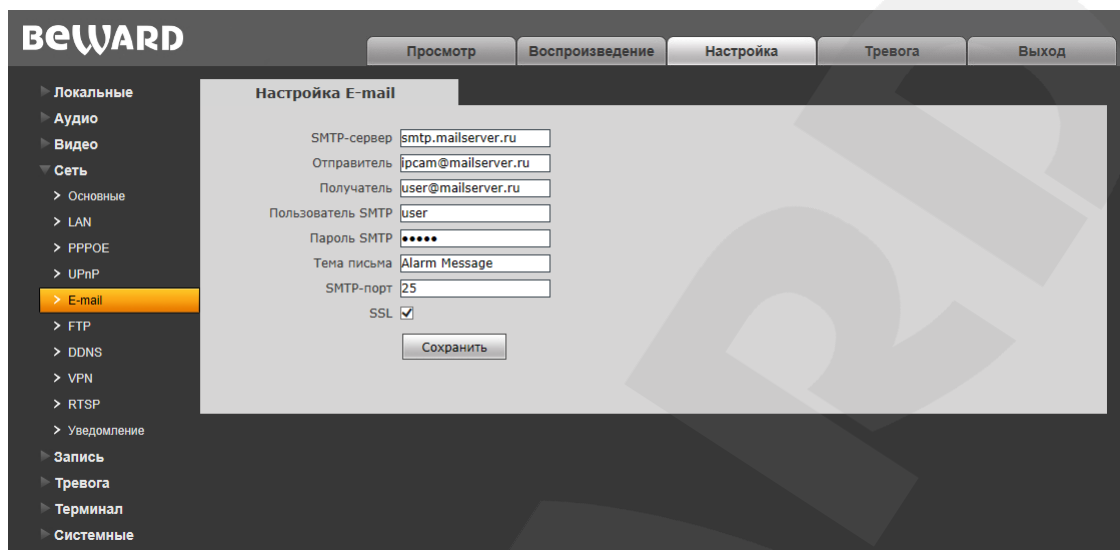 BEWARD
Просмотр
Воспроизведение
Настройка
Тревога
Выход
Локальные
Аудио
Видео
Сеть
Основные
LAN
PPPOE
UPnP
E-mail
FTP
DDNS
VPN
RTSP
Уведомление
Запись
Тревога
Терминал
Системные
Настройка E-mail
SMTP-сервер smtp.mailserver.ru
Отправитель ipcam@mailserver.ru
Получатель user@mailserver.ru
Пользователь SMTP user
Пароль SMTP •••••
Тема письма Alarm Message
SMTP-порт 25
SSL
Сохранить